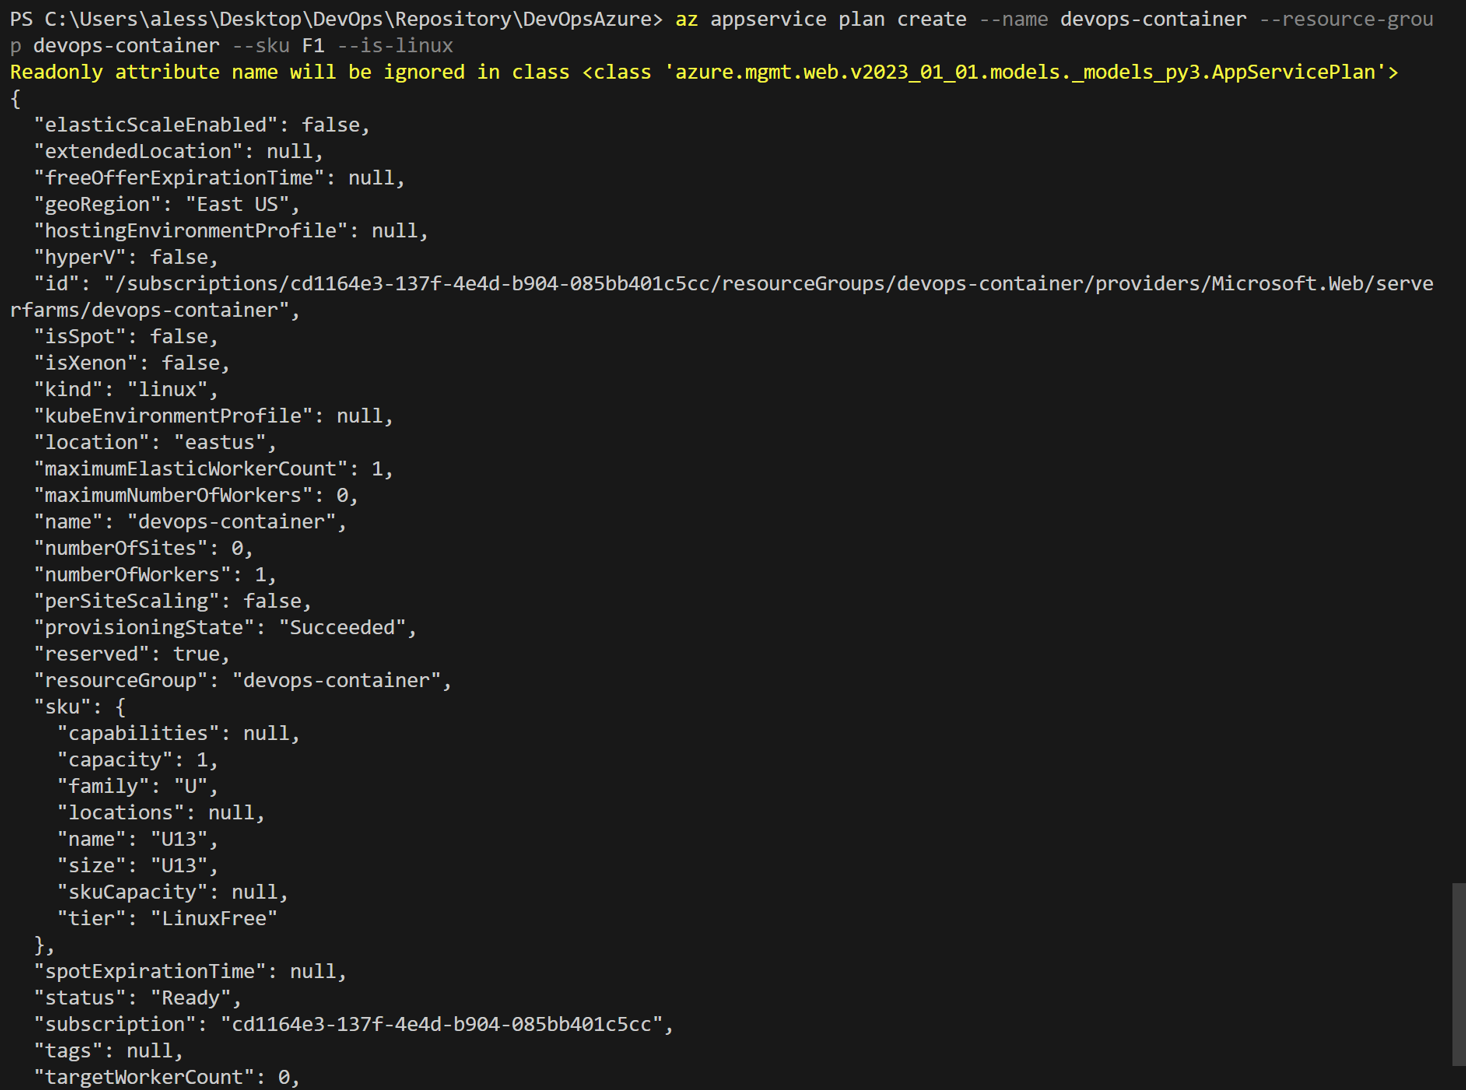 PS C:\Users\aless\Desktop\DevOps\Repository\DevOpsAzure> az appservice plan create --name devops-container --resource-grou
p devops-container --sku F1 --is-linux
Readonly attribute name will be ignored in class <class 'azure.mgmt.web.v2023_01_01.models._models_py3.AppServicePlan'>
{
  "elasticScaleEnabled": false,
  "extendedLocation": null,
  "freeOfferExpirationTime": null,
  "geoRegion": "East US",
  "hostingEnvironmentProfile": null,
  "hyperV": false,
  "id": "/subscriptions/cd1164e3-137f-4e4d-b904-085bb401c5cc/resourceGroups/devops-container/providers/Microsoft.Web/serve
rfarms/devops-container",
  "isSpot": false,
  "isXenon": false,
  "kind": "linux",
  "kubeEnvironmentProfile": null,
  "location": "eastus",
  "maximumElasticWorkerCount": 1,
  "maximumNumberOfWorkers": 0,
  "name": "devops-container",
  "numberOfSites": 0,
  "numberOfWorkers": 1,
  "perSiteScaling": false,
  "provisioningState": "Succeeded",
  "reserved": true,
  "resourceGroup": "devops-container",
  "sku": {
    "capabilities": null,
    "capacity": 1,
    "family": "U",
    "locations": null,
    "name": "U13",
    "size": "U13",
    "skuCapacity": null,
    "tier": "LinuxFree"
  },
  "spotExpirationTime": null,
  "status": "Ready",
  "subscription": "cd1164e3-137f-4e4d-b904-085bb401c5cc",
  "tags": null,
  "targetWorkerCount": 0,